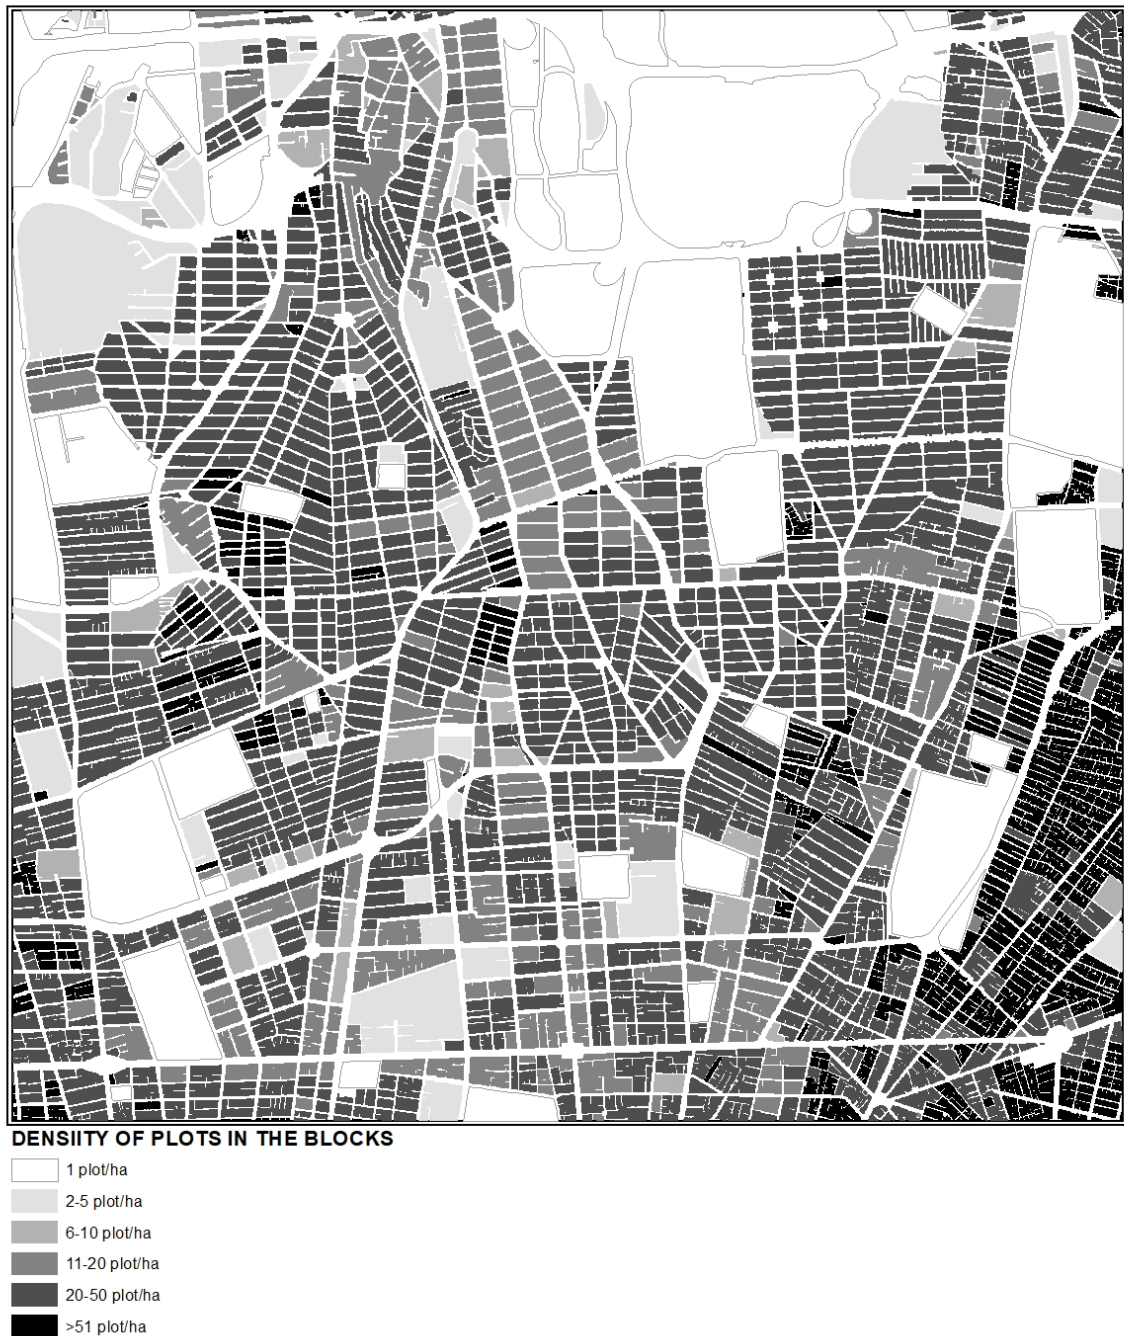 DENSIITY OF PLOTS IN THE BLOCKS
1 plot/ha
2-5 plot/ha
6-10 plot/ha
11-20 plot/ha
20-50 plot/ha
>51 plot/ha